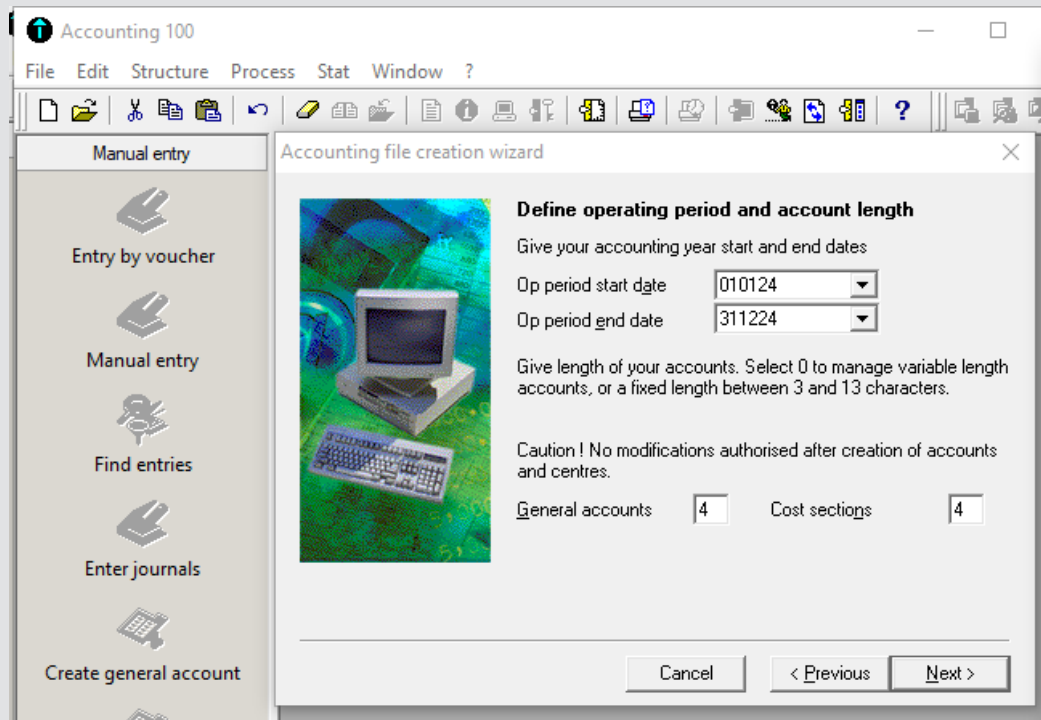 Accounting 100
File Edit Structure Process Stat Window ?
Manual entry
Entry by voucher
Manual entry
Find entries
Enter journals
Create general account
Accounting file creation wizard
Define operating period and account length
Give your accounting year start and end dates
Op period start date 010124
Op period end date 311224
Give length of your accounts. Select 0 to manage variable length
accounts, or a fixed length between 3 and 13 characters.
Caution ! No modifications authorised after creation of accounts
and centres.
General accounts 4 Cost sections 4
Cancel < Previous Next >